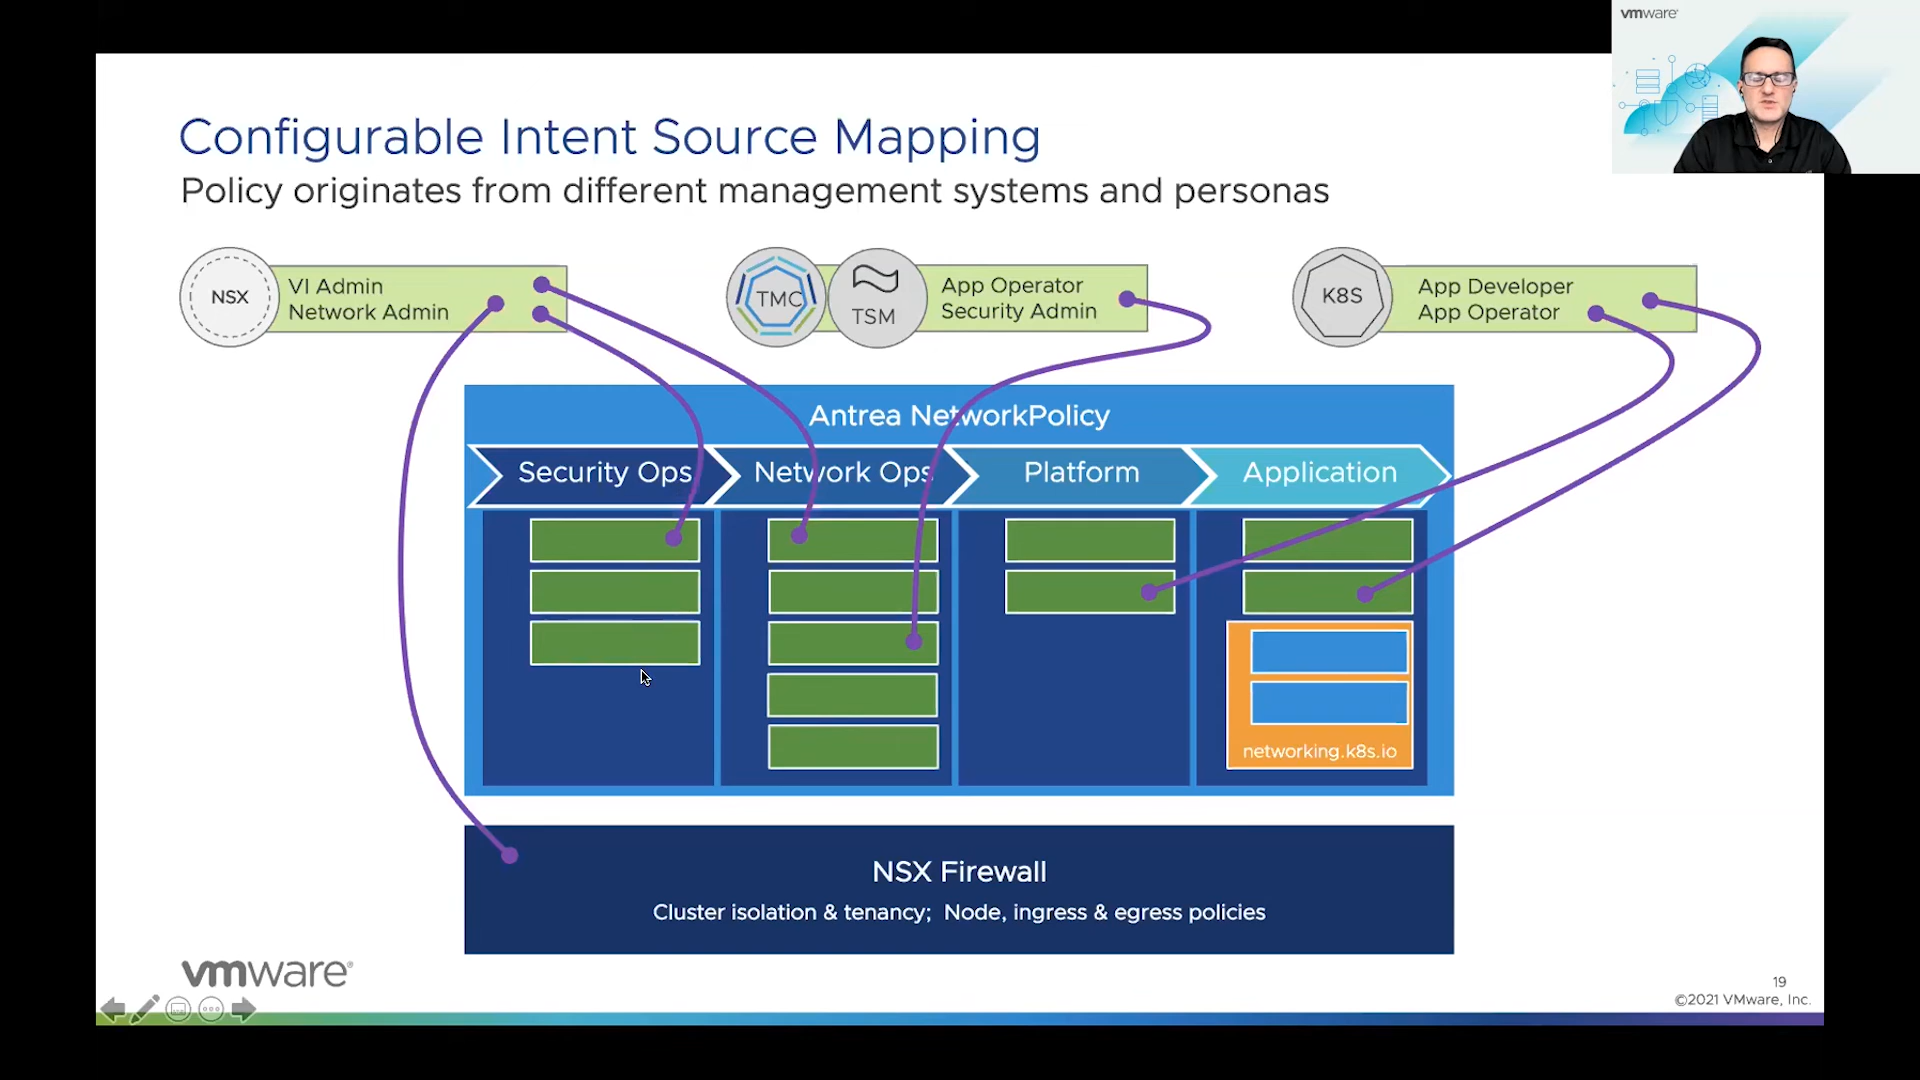 vmware
Configurable Intent Source Mapping
Policy originates from different management systems and personas
NSX
VI Admin
Network Admin
TMC
TSM
App Operator
Security Admin
K8S
App Developer
App Operator
Antrea NetworkPolicy
Security Ops
Network Ops
Platform
Application
networking.k8s.io
NSX Firewall
Cluster isolation & tenancy; Node, ingress & egress policies
vmware®
19
©2021 VMware, Inc.